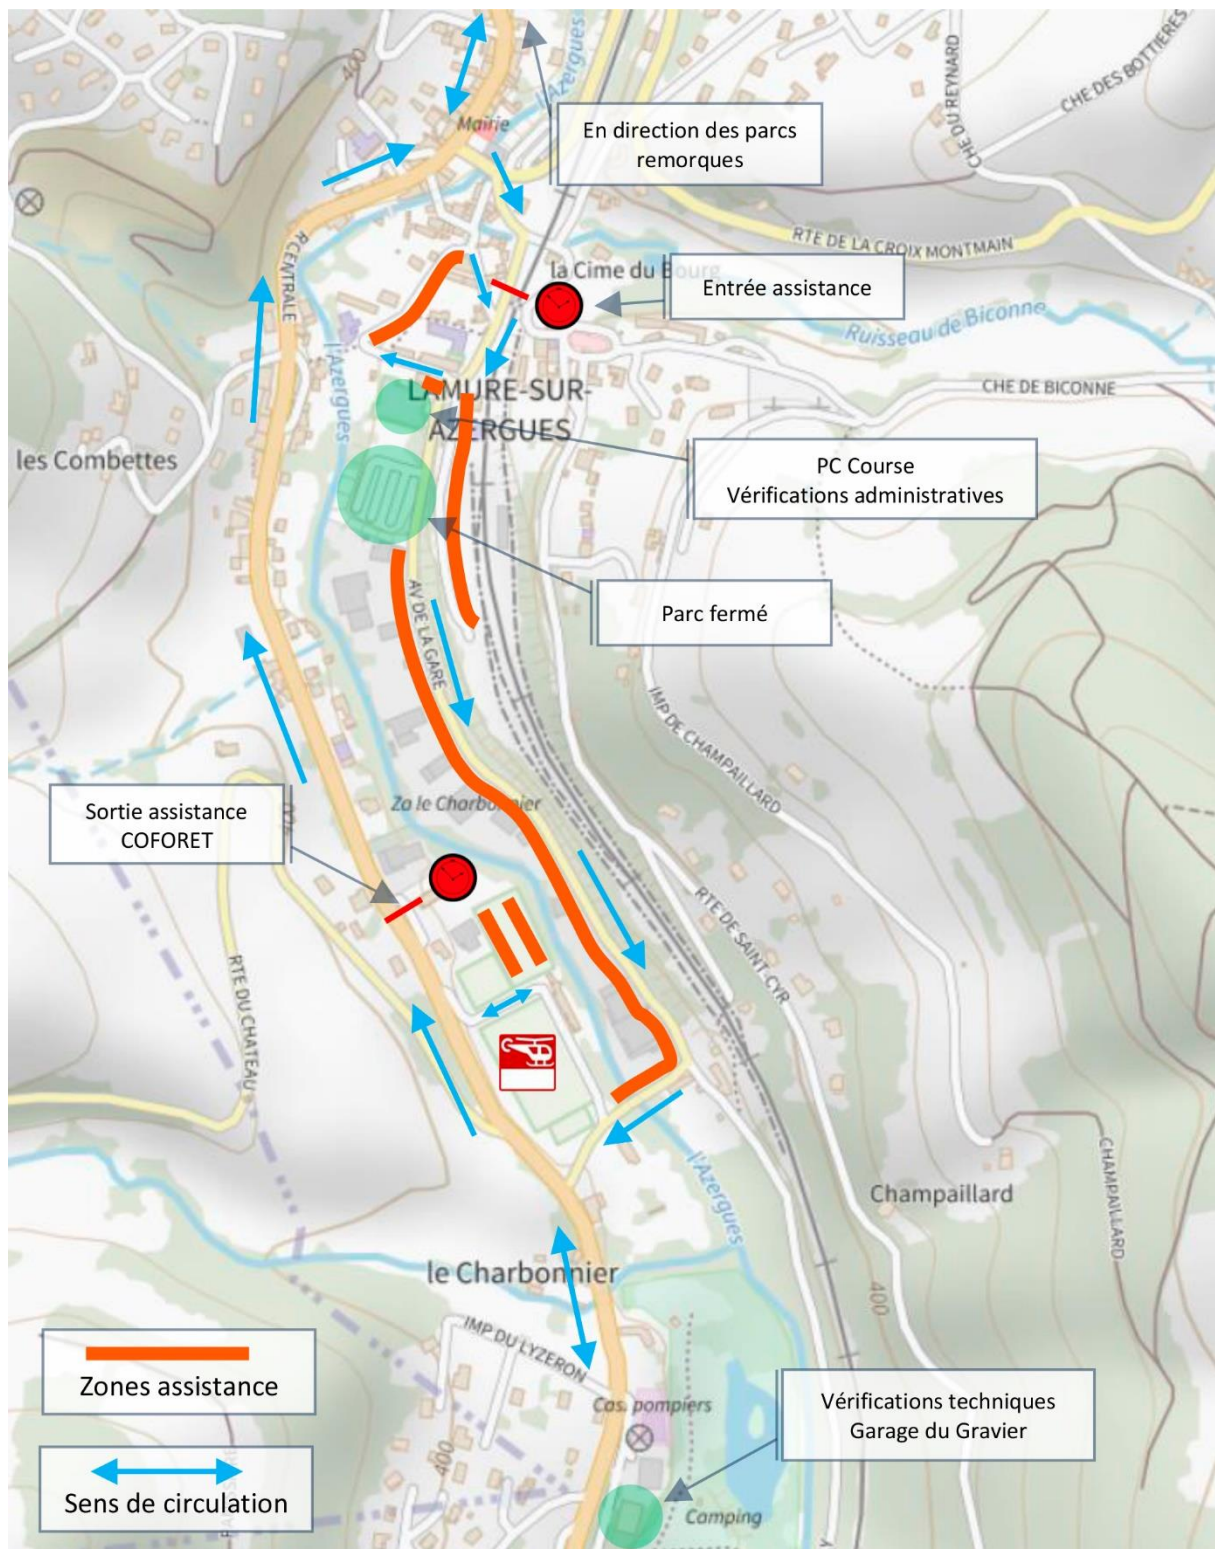 400
l'Azergues
Mairie
En direction des parcs
remorques
CHE DU REYNARD
CHE DES BOTTIERES
RTE DE LA CROIX MONTMAIN
la Cime du Bourg
Entrée assistance
Ruisseau de Biconne
R CENTRALE
l'Azergues
LAMURE-SUR-
AZERGUES
CHE DE BICONNE
les Combettes
PC Course
Vérifications administratives
Parc fermé
AV DE LA GARE
IMP DE CHAMPAILLARD
Za le Charbonnier
Sortie assistance
COFORET
400
RTE DE SAINT-CYR
RTE DU CHATEAU
l'Azergues
Champaillard
CHAMPAILLARD
le Charbonnier
400
IMP DU LYZERON
Zones assistance
Cas. pompiers
Vérifications techniques
Garage du Gravier
400
Sens de circulation
Camping
Y